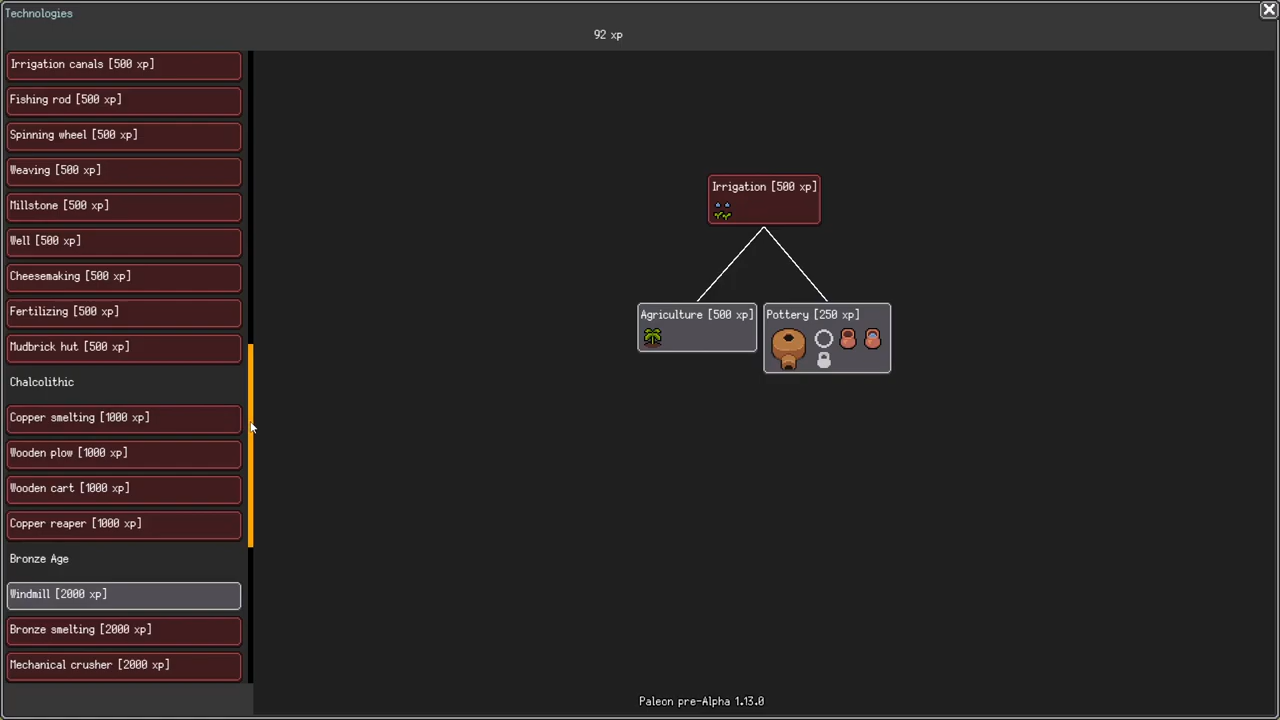 Technologies
92 xp
Irrigation canals [500 xp]
Fishing rod [500 xp]
Spinning wheel [500 xp]
Weaving [500 xp]
Millstone [500 xp]
Well [500 xp]
Cheesemaking [500 xp]
Fertilizing [500 xp]
Mudbrick hut [500 xp]
Chalcolithic
Copper smelting [1000 xp]
Wooden plow [1000 xp]
Wooden cart [1000 xp]
Copper reaper [1000 xp]
Bronze Age
Windmill [2000 xp]
Bronze smelting [2000 xp]
Mechanical crusher [2000 xp]
Irrigation [500 xp]
Agriculture [500 xp]
Pottery [250 xp]
Paleon pre-Alpha 1.13.0